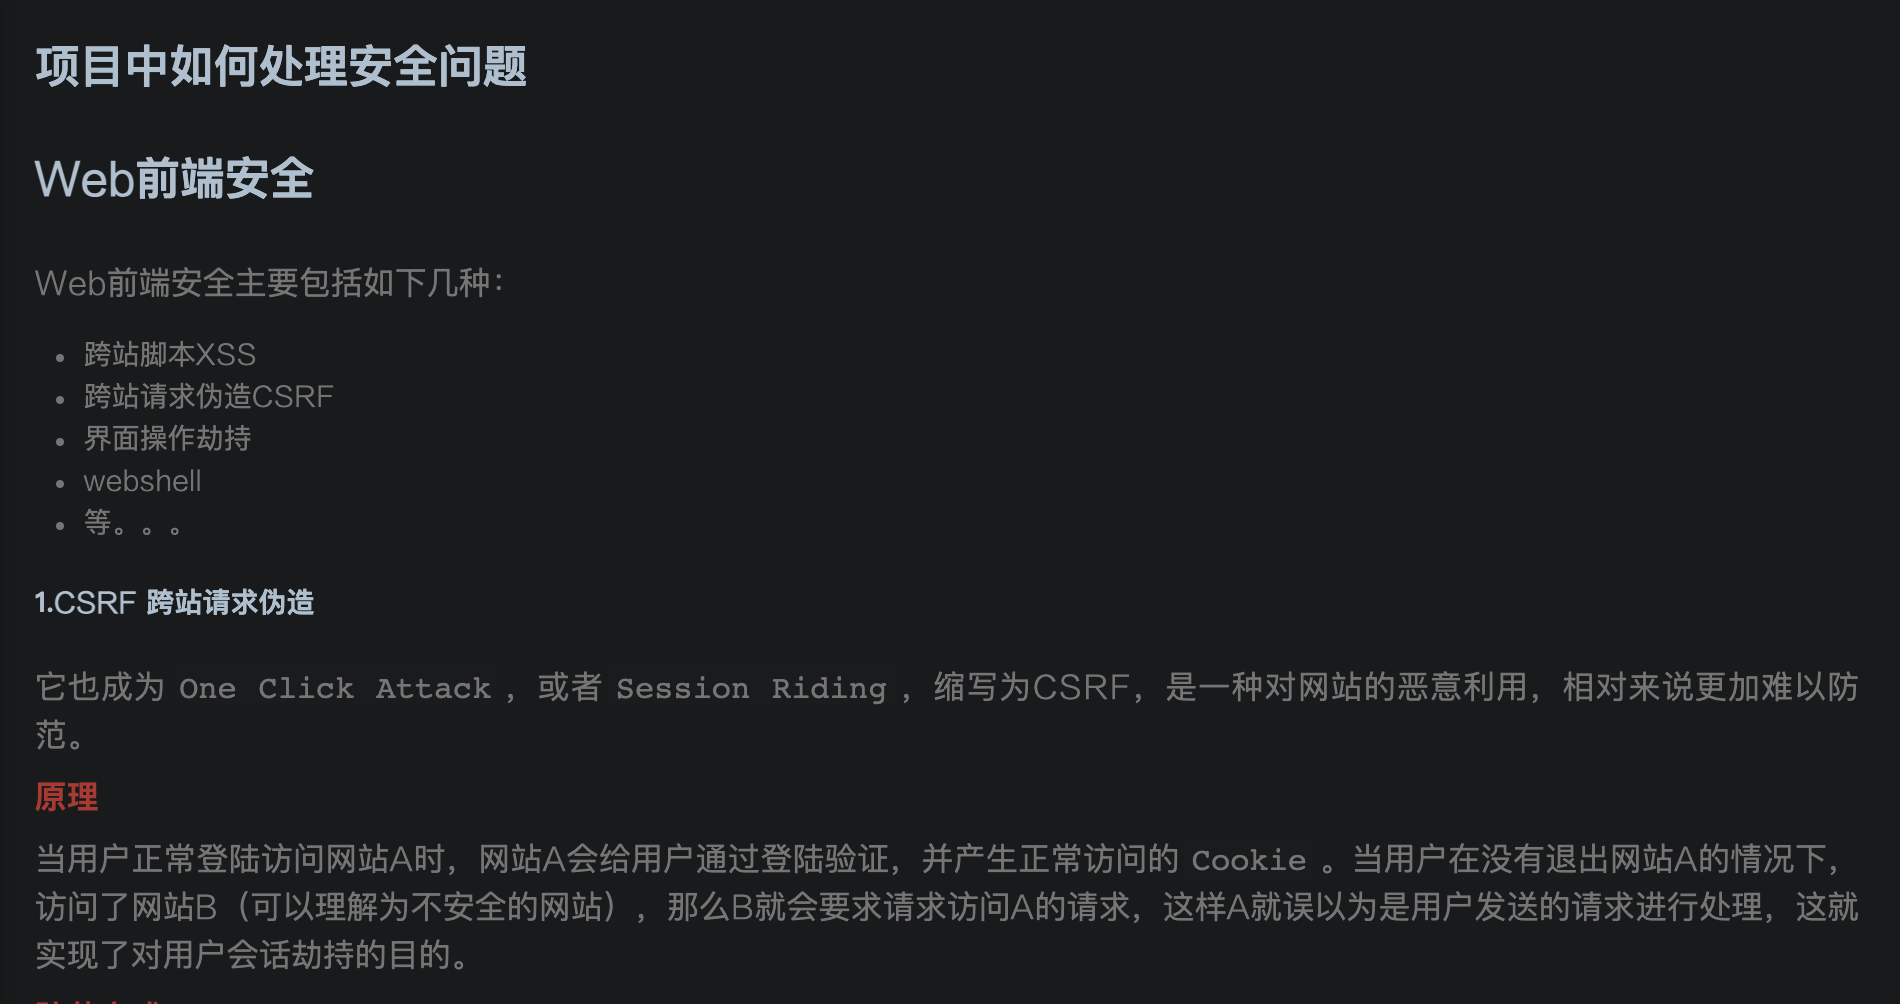 项目中如何处理安全问题
Web前端安全
Web前端安全主要包括如下几种：
跨站脚本XSS
跨站请求伪造CSRF
界面操作劫持
webshell
等。。。
1.CSRF 跨站请求伪造
它也成为 One Click Attack ，或者 Session Riding ，缩写为CSRF，是一种对网站的恶意利用，相对来说更加难以防
范。
原理
当用户正常登陆访问网站A时，网站A会给用户通过登陆验证，并产生正常访问的 Cookie 。当用户在没有退出网站A的情况下，
访问了网站B（可以理解为不安全的网站），那么B就会要求请求访问A的请求，这样A就误以为是用户发送的请求进行处理，这就
实现了对用户会话劫持的目的。